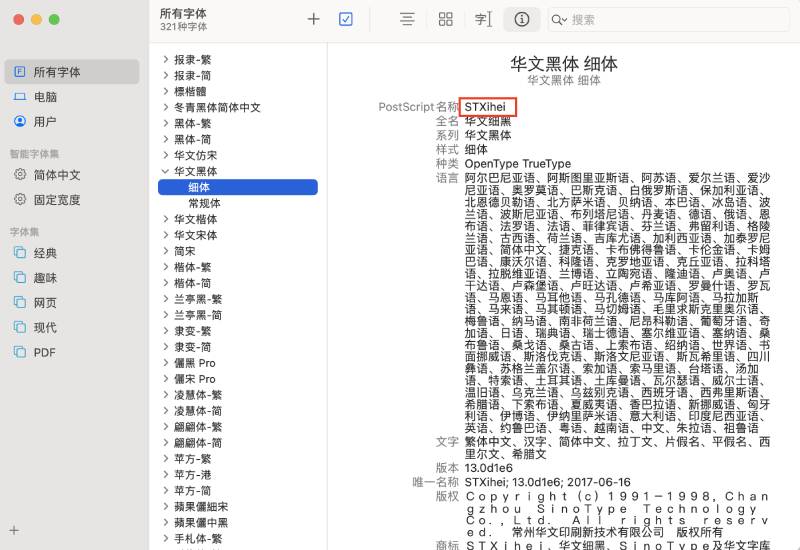 所有字体
321种字体
搜索
所有字体
电脑
用户
智能字体集
简体中文
固定宽度
字体集
经典
趣味
网页
现代
PDF
报隶-繁
报隶-简
標楷體
冬青黑体简体中文
黑体-繁
黑体-简
华文仿宋
华文黑体
细体
常规体
华文楷体
华文宋体
简宋
楷体-繁
楷体-简
兰亭黑-繁
兰亭黑-简
隶变-繁
隶变-简
儷黑 Pro
儷宋 Pro
凌慧体-繁
凌慧体-简
翩翩体-繁
翩翩体-简
苹方-繁
苹方-港
苹方-简
蘋果儷細宋
蘋果儷中黑
手札体-繁
华文黑体 细体
华文黑体 细体
PostScript名称 STXihei
全名 华文细黑
系列 华文黑体
样式 细体
种类 OpenType TrueType
语言 阿尔巴尼亚语、阿斯图里亚斯语、阿苏语、爱尔兰语、爱沙
尼亚语、奥罗莫语、巴斯克语、白俄罗斯语、保加利亚语、
北恩德贝勒语、北方萨米语、贝纳语、本巴语、冰岛语、波
兰语、波斯尼亚语、布列塔尼语、丹麦语、德语、俄语、恩
布语、法罗语、法语、菲律宾语、芬兰语、弗留利语、格陵
兰语、古西语、荷兰语、吉库尤语、加利西亚语、加泰罗尼
亚语、简体中文、捷克语、卡布佛得鲁语、卡伦金语、卡姆
巴语、康沃尔语、科隆语、克罗地亚语、克丘亚语、拉科塔
语、拉脱维亚语、兰博语、立陶宛语、隆迪语、卢奥语、卢
干达语、卢森堡语、卢旺达语、卢希亚语、罗曼什语、罗瓦
语、马恩语、马耳他语、马孔德语、马库阿语、马拉加斯
语、马来语、马其顿语、马切姆语、毛里求斯克里奥尔语、
梅鲁语、纳马语、南非荷兰语、尼昂科勒语、葡萄牙语、奇
加语、日语、瑞典语、瑞士德语、塞尔维亚语、塞纳语、桑
布鲁语、桑戈语、桑古语、上索布语、绍纳语、世界语、书
面挪威语、斯洛伐克语、斯洛文尼亚语、斯瓦希里语、四川
彝语、苏格兰盖尔语、索加语、索马里语、台塔语、汤加
语、特索语、土耳其语、土库曼语、瓦尔瑟语、威尔士语、
温旧语、乌克兰语、乌兹别克语、西班牙语、西弗里斯语、
希腊语、下索布语、夏威夷语、香巴拉语、新挪威语、匈牙
利语、伊博语、伊纳里萨米语、意大利语、印度尼西亚语、
英语、约鲁巴语、粤语、越南语、中文、朱拉语、祖鲁语
文字 繁体中文、汉字、简体中文、拉丁文、片假名、平假名、西
里尔文、希腊文
版本 13.0d1e6
唯一名称 STXihei; 13.0d1e6; 2017-06-16
版权 Copyright (c) 1991-1998, Chan
gzhou SinoType Technology
Co., Ltd. All rights reserv
ed. 常州华文印刷新技术有限公司 版权所有
商标 STXihei、华文细黑、SinoType及华文字库